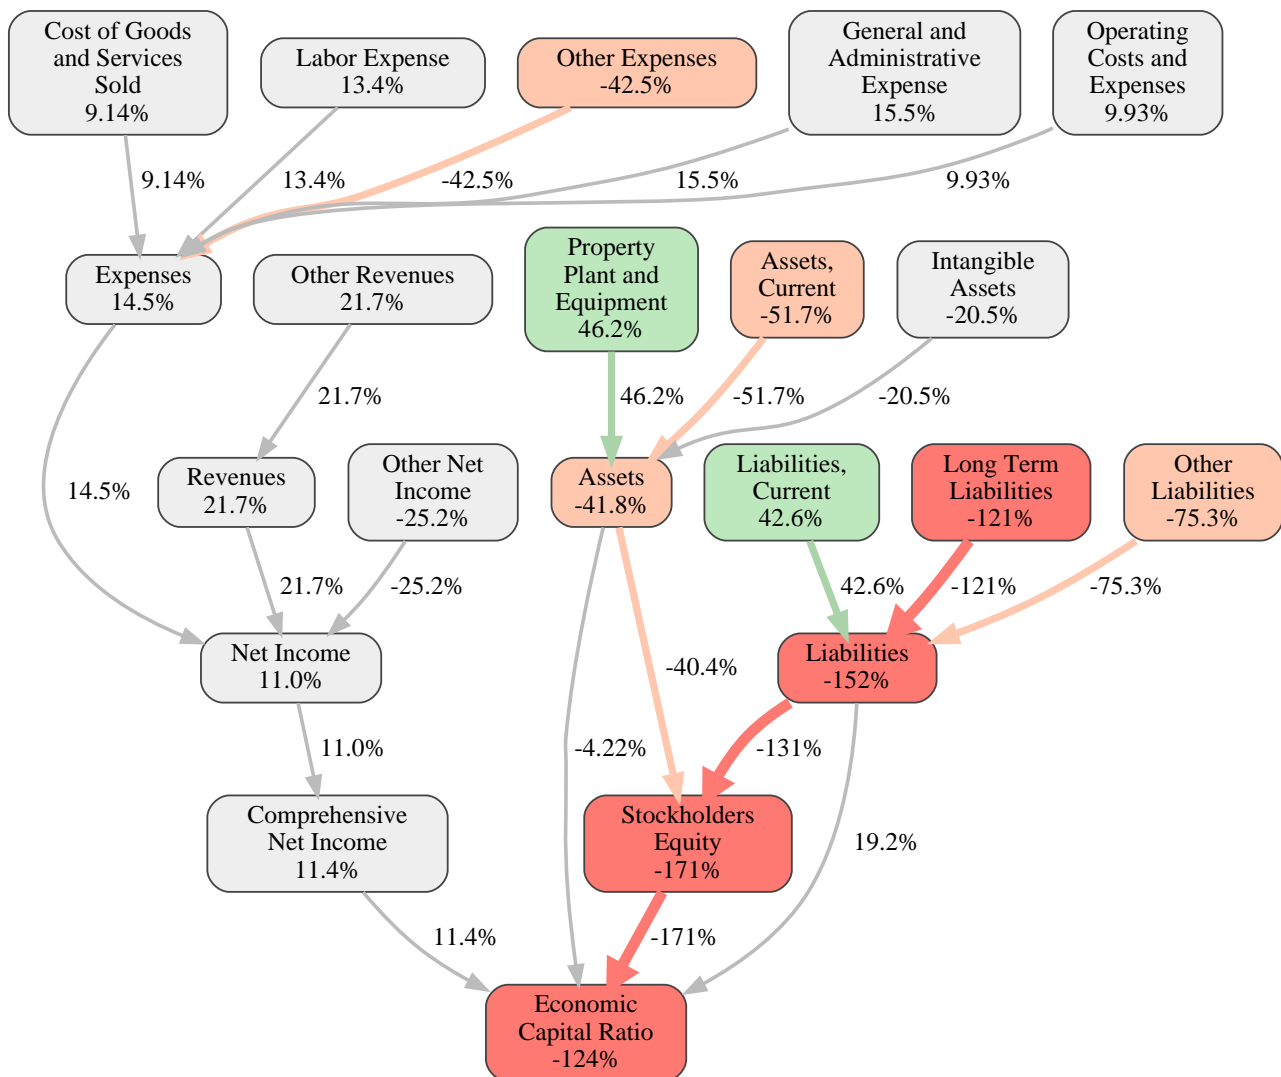 Cost of Goods
and Services
Sold
9.14%
Labor Expense
13.4%
Other Expenses
-42.5%
General and
Administrative
Expense
15.5%
Operating
Costs and
Expenses
9.93%
9.14%
13.4%
-42.5%
15.5%
9.93%
Expenses
14.5%
Other Revenues
21.7%
Property
Plant and
Equipment
46.2%
Assets,
Current
-51.7%
Intangible
Assets
-20.5%
21.7%
46.2%
-51.7%
-20.5%
14.5%
Revenues
21.7%
Other Net
Income
-25.2%
Assets
-41.8%
Liabilities,
Current
42.6%
Long Term
Liabilities
-121%
Other
Liabilities
-75.3%
21.7%
-25.2%
42.6%
-121%
-75.3%
Net Income
11.0%
-40.4%
Liabilities
-152%
11.0%
-4.22%
-131%
Comprehensive
Net Income
11.4%
Stockholders
Equity
-171%
19.2%
11.4%
-171%
Economic
Capital Ratio
-124%